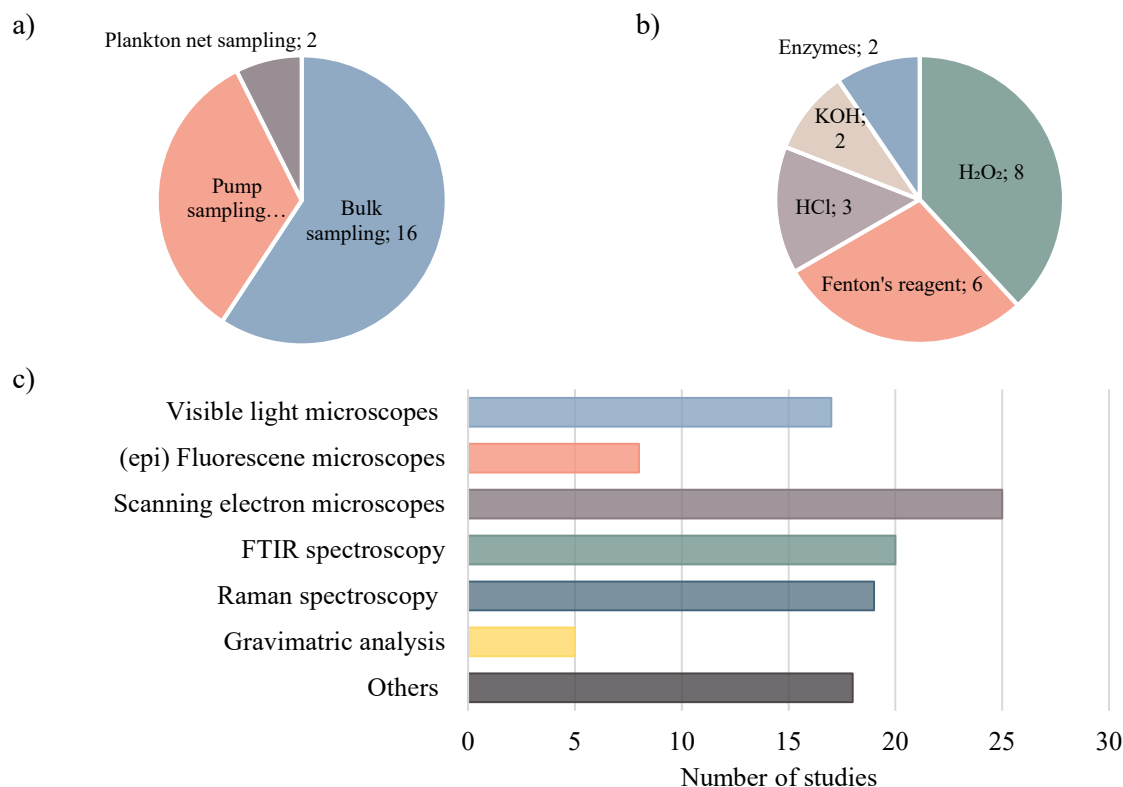 a)
Plankton net sampling; 2
Pump
sampling…
Bulk
sampling; 16
b)
Enzymes; 2
KOH;
2
H₂O₂; 8
HCl; 3
Fenton's reagent; 6
c)
Visible light microscopes
(epi) Fluorescene microscopes
Scanning electron microscopes
FTIR spectroscopy
Raman spectroscopy
Gravimatric analysis
Others
0 5 10 15 20 25 30
Number of studies